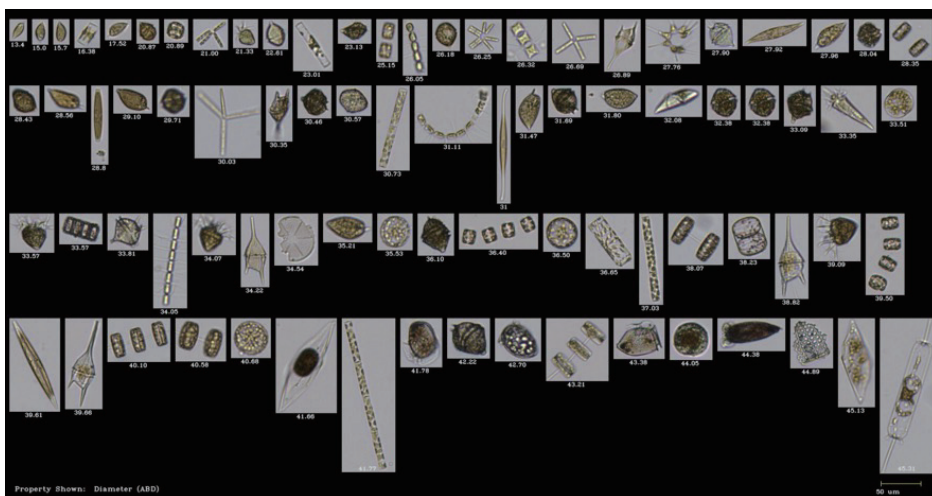 13.4 15.0 15.7 16.38 17.52 20.87 20.89 21.00 21.33 22.61 23.01 23.13 25.15 26.05 26.18 26.25 26.32 26.69 26.89 27.76 27.90 27.92 27.96 28.04 28.35
28.43 28.56 28.8 29.10 29.71 30.03 30.35 30.46 30.57 30.73 31.11 31 31.47 31.69 31.80 32.08 32.38 32.38 33.09 33.35 33.51
33.57 33.57 33.81 34.05 34.07 34.22 34.54 35.21 35.53 36.10 36.40 36.50 36.65 37.03 38.07 38.23 38.82 39.09 39.50
39.61 39.66 40.10 40.58 40.68 41.66 41.77 41.78 42.22 42.70 43.21 43.36 44.05 44.38 44.89 45.13 45.51
Property Shown: Diameter (ABD)
50 um